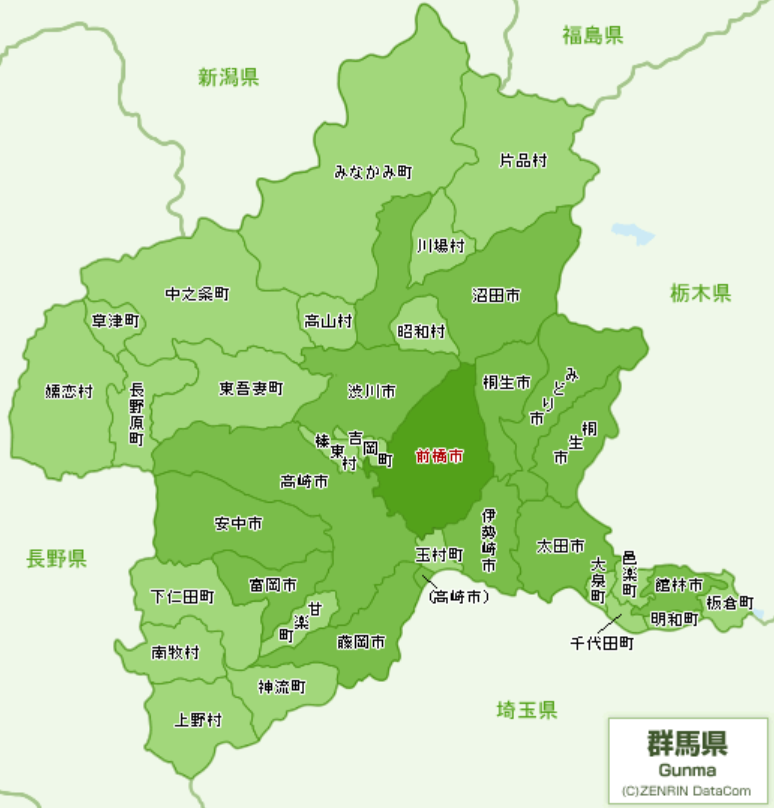 福島県
新潟県
片品村
みなかみ町
川場村
栃木県
中之条町
沼田市
草津町
高山村
昭和村
嬬恋村
長野原町
東吾妻町
渋川市
桐生市
みどり市
桐生市
榛東村
吉岡町
前橋市
高崎市
安中市
伊勢崎市
太田市
玉村町
長野県
邑楽町
大泉町
館林市
板倉町
明和町
下仁田町
富岡市
甘楽町
(高崎市)
千代田町
南牧村
藤岡市
神流町
上野村
埼玉県
群馬県
Gunma
(C)ZENRIN DataCom